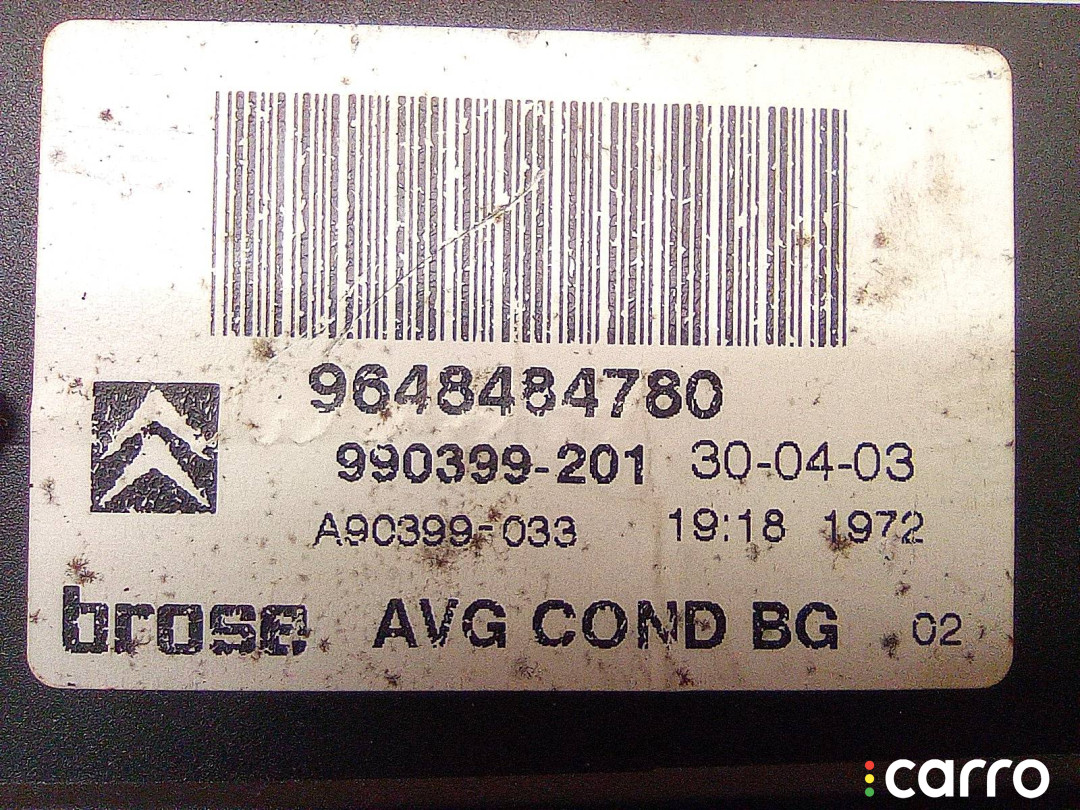 9648484780
990399-201 30-04-03
A90399-033 19:18 1972
brose AVG COND BG 02
carro